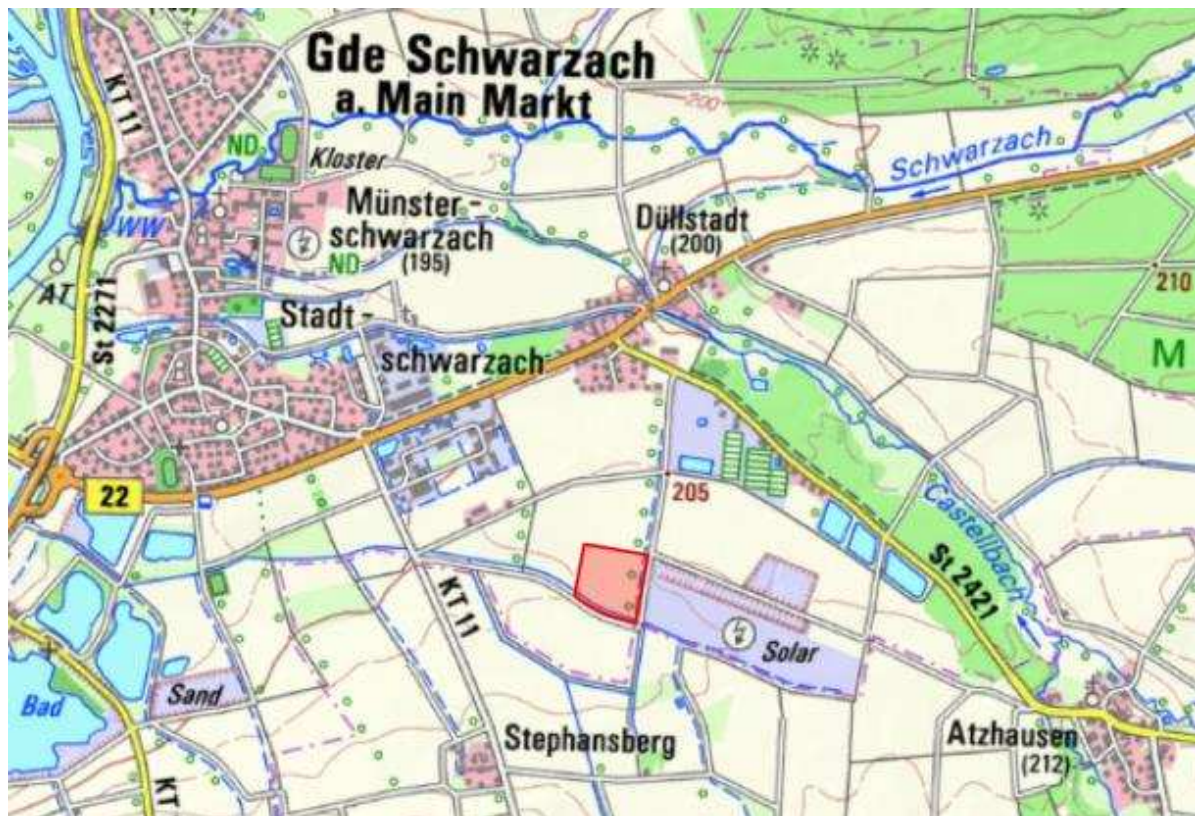 Gde Schwarzach
a. Main Markt
KT 11
200
ND
Kloster
Schwarzach
WW
Münster-
schwarzach
(195)
ND
Düllstadt
(200)
AT
St 2271
Stadt-
schwarzach
210
M
22
205
Castellbach
St 2421
KT 11
Solar
Sand
Bad
Stephansberg
Atzhausen
(212)
KT